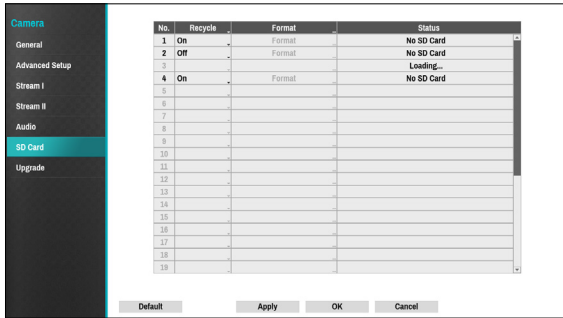 Camera
General
Advanced Setup
Stream I
Stream II
Audio
SD Card
Upgrade
No. Recycle Format Status
1 On Format No SD Card
2 Off Format No SD Card
3 Loading...
4 On Format No SD Card
5
6
7
8
9
10
11
12
13
14
15
16
17
18
19
Default Apply OK Cancel